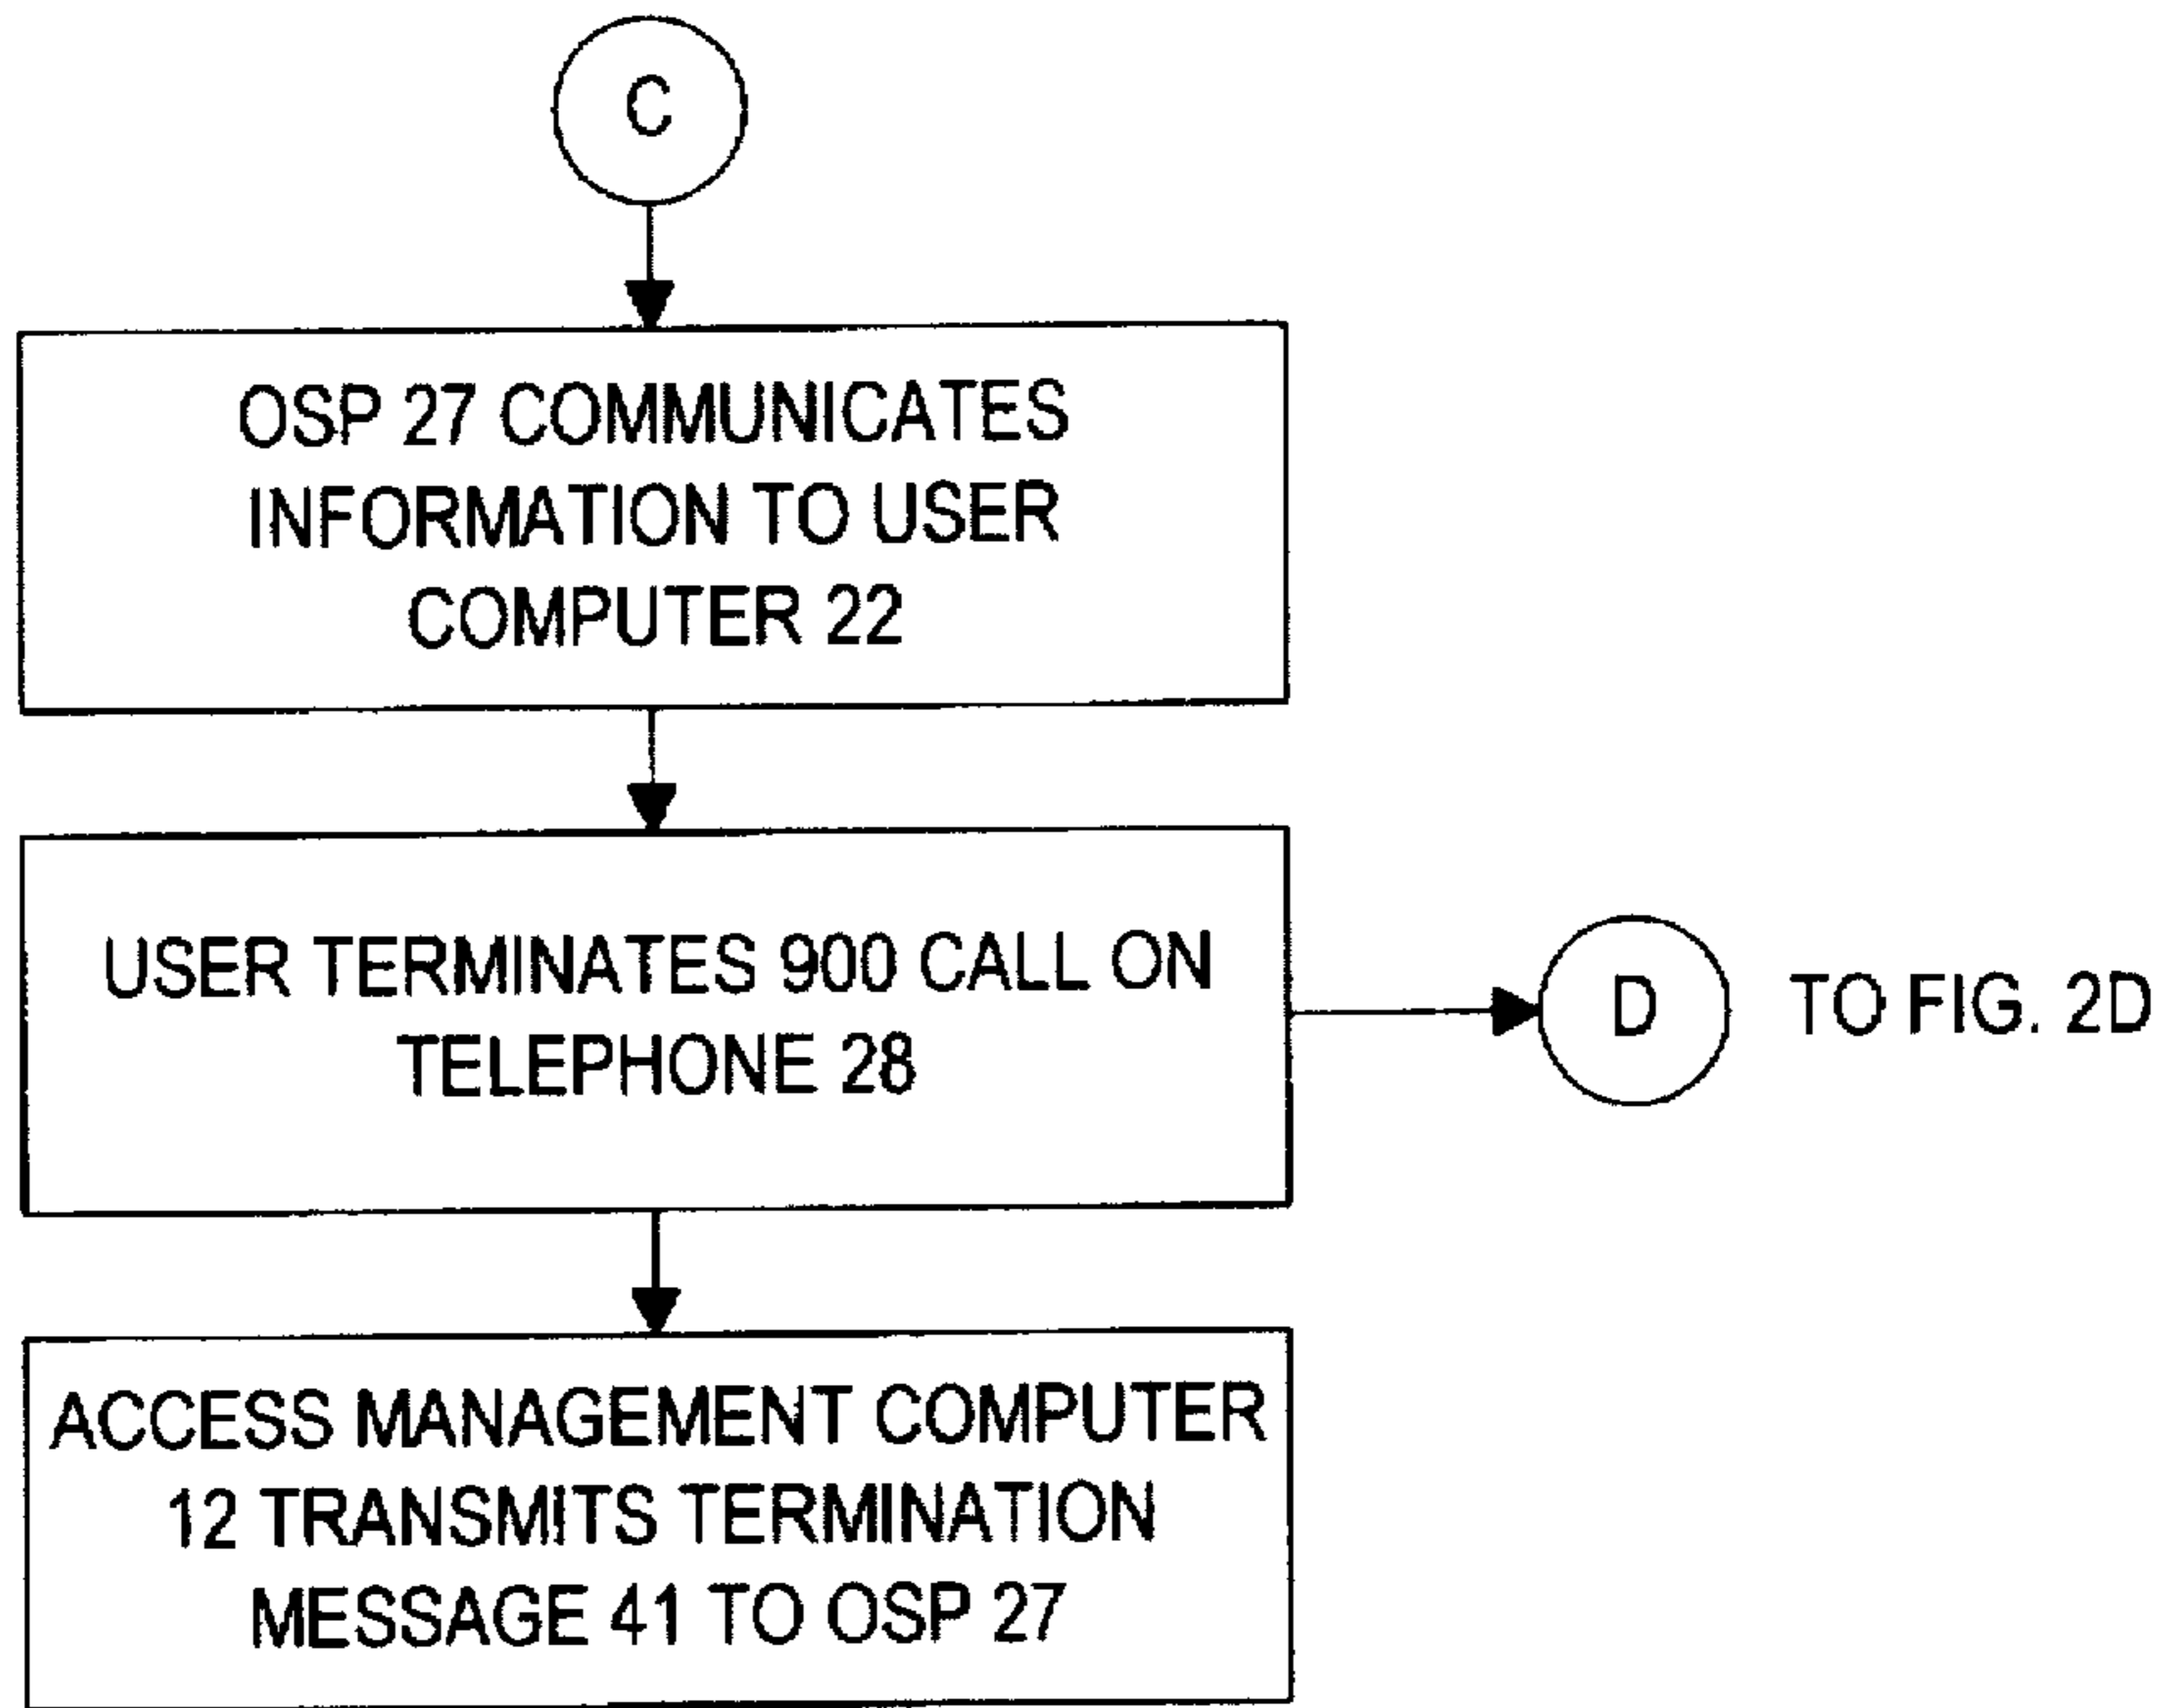 C
OSP 27 COMMUNICATES
INFORMATION TO USER
COMPUTER 22
USER TERMINATES 900 CALL ON
TELEPHONE 28
D TO FIG. 2D
ACCESS MANAGEMENT COMPUTER
12 TRANSMITS TERMINATION
MESSAGE 41 TO OSP 27